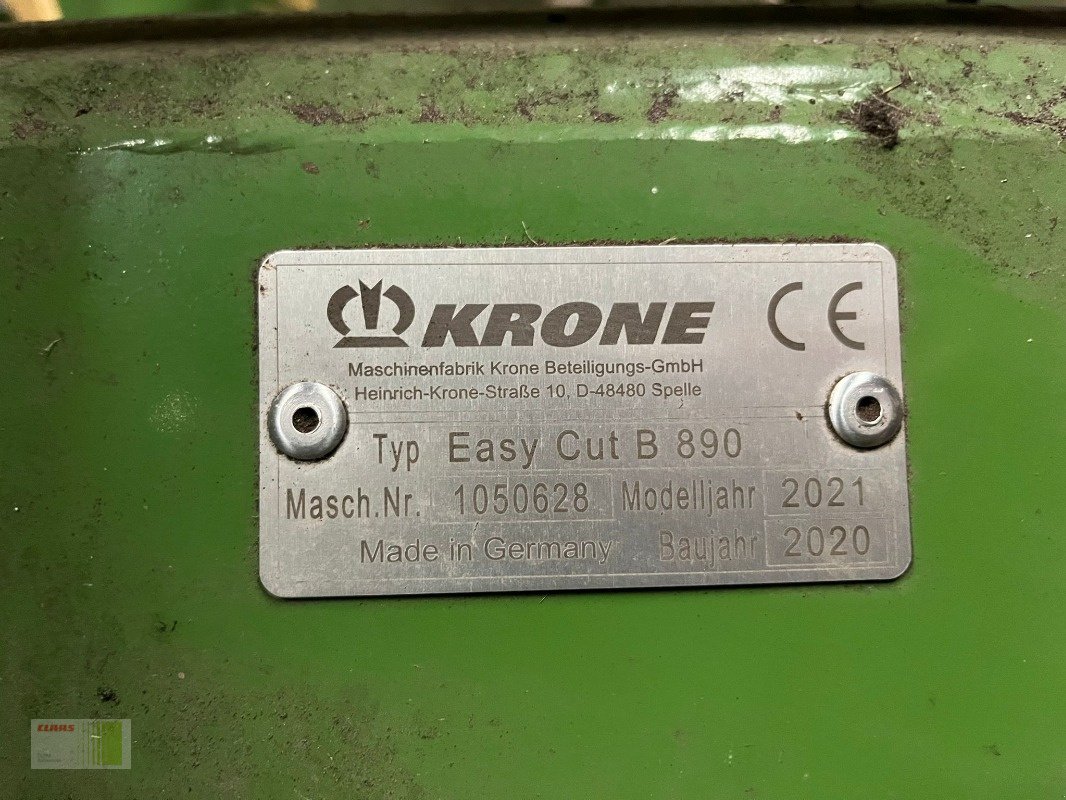 KRONE CE
Maschinenfabrik Krone Beteiligungs-GmbH
Heinrich-Krone-Straße 10, D-48480 Spelle
Typ Easy Cut B 890
Masch.Nr. 1050628 Modelljahr 2021
Made in Germany Baujahr 2020
CLAAS